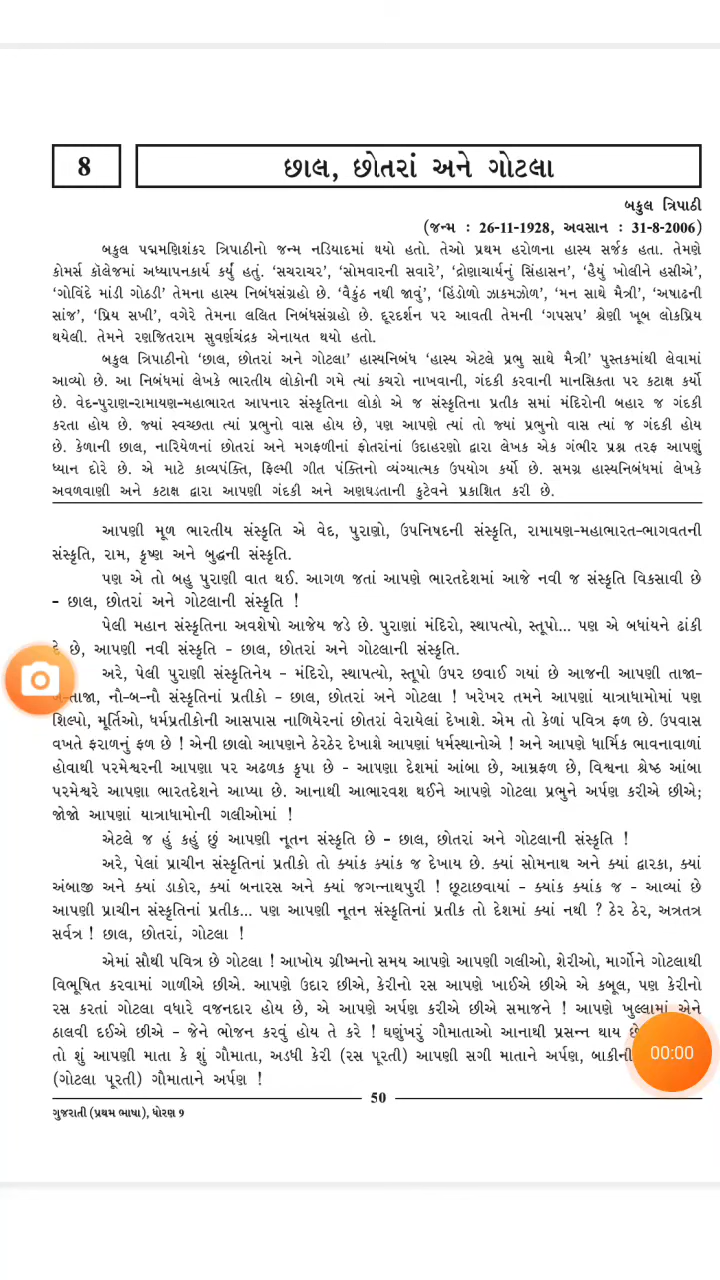 8
છાલ, છોતરાં અને ગોટલા
બકુલ ત્રિપાઠી
(જન્મ : 26-11-1928, અવસાન : 31-8-2006)
બકુલ પદ્મમણિશંકર ત્રિપાઠીનો જન્મ નડિયાદમાં થયો હતો. તેઓ પ્રથમ હરોળના હાસ્ય સર્જક હતા. તેમણે
કોમર્સ કૉલેજમાં અધ્યાપનકાર્ય કર્યું હતું. ‘સચરાચર’, ‘સોમવારની સવારે’, ‘દ્રોણાચાર્યનું સિંહાસન’, ‘હૈયું ખોલીને હસીએ’,
‘ગોવિંદે માંડી ગોઠડી’ તેમના હાસ્ય નિબંધસંગ્રહો છે. ‘વૈકુંઠ નથી જાવું’, ‘હિંડોળો ઝાકમઝોળ’, ‘મન સાથે મૈત્રી’, ‘અષાઢની
સાંજ’, ‘પ્રિય સખી’, વગેરે તેમના લલિત નિબંધસંગ્રહો છે. દૂરદર્શન પર આવતી તેમની ‘ગપસપ’ શ્રેણી ખૂબ લોકપ્રિય
થયેલી. તેમને રણજિતરામ સુવર્ણચંદ્રક એનાયત થયો હતો.
બકુલ ત્રિપાઠીનો ‘છાલ, છોતરાં અને ગોટલા’ હાસ્યનિબંધ ‘હાસ્ય એટલે પ્રભુ સાથે મૈત્રી’ પુસ્તકમાંથી લેવામાં
આવ્યો છે. આ નિબંધમાં લેખકે ભારતીય લોકોની ગમે ત્યાં કચરો નાખવાની, ગંદકી કરવાની માનસિકતા પર કટાક્ષ કર્યો
છે. વેદ-પુરાણ-રામાયણ-મહાભારત આપનાર સંસ્કૃતિના લોકો એ જ સંસ્કૃતિના પ્રતીક સમાં મંદિરોની બહાર જ ગંદકી
કરતા હોય છે. જ્યાં સ્વચ્છતા ત્યાં પ્રભુનો વાસ હોય છે, પણ આપણે ત્યાં તો જ્યાં પ્રભુનો વાસ ત્યાં જ ગંદકી હોય
છે. કેળાની છાલ, નારિયેળનાં છોતરાં અને મગફળીનાં ફોતરાંનાં ઉદાહરણો દ્વારા લેખક એક ગંભીર પ્રશ્ન તરફ આપણું
ધ્યાન દોરે છે. એ માટે કાવ્યપંક્તિ, ફિલ્મી ગીત પંક્તિનો વ્યંગ્યાત્મક ઉપયોગ કર્યો છે. સમગ્ર હાસ્યનિબંધમાં લેખકે
અવળવાણી અને કટાક્ષ દ્વારા આપણી ગંદકી અને અણઘડતાની કુટેવને પ્રકાશિત કરી છે.
આપણી મૂળ ભારતીય સંસ્કૃતિ એ વેદ, પુરાણો, ઉપનિષદની સંસ્કૃતિ, રામાયણ-મહાભારત-ભાગવતની
સંસ્કૃતિ, રામ, કૃષ્ણ અને બુદ્ધની સંસ્કૃતિ.
પણ એ તો બહુ પુરાણી વાત થઈ. આગળ જતાં આપણે ભારતદેશમાં આજે નવી જ સંસ્કૃતિ વિકસાવી છે
- છાલ, છોતરાં અને ગોટલાની સંસ્કૃતિ !
પેલી મહાન સંસ્કૃતિના અવશેષો આજેય જડે છે. પુરાણાં મંદિરો, સ્થાપત્યો, સ્તૂપો... પણ એ બધાંયને ઢાંકી
છે, આપણી નવી સંસ્કૃતિ - છાલ, છોતરાં અને ગોટલાની સંસ્કૃતિ.
અરે, પેલી પુરાણી સંસ્કૃતિનેય – મંદિરો, સ્થાપત્યો, સ્તૂપો ઉપર છવાઈ ગયાં છે આજની આપણી તાજા-
તાજા, નૌ-બ-નૌ સંસ્કૃતિનાં પ્રતીકો - છાલ, છોતરાં અને ગોટલા ! ખરેખર તમને આપણાં યાત્રાધામોમાં પણ
શિલ્પો, મૂર્તિઓ, ધર્મપ્રતીકોની આસપાસ નાળિયેરનાં છોતરાં વેરાયેલાં દેખાશે. એમ તો કેળાં પવિત્ર ફળ છે. ઉપવાસ
વખતે ફરાળનું ફળ છે ! એની છાલો આપણને ઠેરઠેર દેખાશે આપણાં ધર્મસ્થાનોએ ! અને આપણે ધાર્મિક ભાવનાવાળાં
હોવાથી પરમેશ્વરની આપણા પર અઢળક કૃપા છે - આપણા દેશમાં આંબા છે, આમ્રફળ છે, વિશ્વના શ્રેષ્ઠ આંબા
પરમેશ્વરે આપણા ભારતદેશને આપ્યા છે. આનાથી આભારવશ થઈને આપણે ગોટલા પ્રભુને અર્પણ કરીએ છીએ;
જોજો આપણાં યાત્રાધામોની ગલીઓમાં !
એટલે જ હું કહું છું આપણી નૂતન સંસ્કૃતિ છે – છાલ, છોતરાં અને ગોટલાની સંસ્કૃતિ !
અરે, પેલાં પ્રાચીન સંસ્કૃતિનાં પ્રતીકો તો ક્યાંક ક્યાંક જ દેખાય છે. ક્યાં સોમનાથ અને ક્યાં દ્વારકા, ક્યાં
અંબાજી અને ક્યાં ડાકોર, ક્યાં બનારસ અને ક્યાં જગન્નાથપુરી ! છૂટાછવાયાં - ક્યાંક ક્યાંક જ - આવ્યાં છે
આપણી પ્રાચીન સંસ્કૃતિનાં પ્રતીક... પણ આપણી નૂતન સંસ્કૃતિનાં પ્રતીક તો દેશમાં ક્યાં નથી ? ઠેર ઠેર, અત્રતત્ર
સર્વત્ર ! છાલ, છોતરાં, ગોટલા !
એમાં સૌથી પવિત્ર છે ગોટલા ! આખોય ગ્રીષ્મનો સમય આપણે આપણી ગલીઓ, શેરીઓ, માર્ગોને ગોટલાથી
વિભૂષિત કરવામાં ગાળીએ છીએ. આપણે ઉદાર છીએ, કેરીનો રસ આપણે ખાઈએ છીએ એ કબૂલ, પણ કેરીનો
રસ કરતાં ગોટલા વધારે વજનદાર હોય છે, એ આપણે અર્પણ કરીએ છીએ સમાજને ! આપણે ખુલ્લામાં એને
ઠાલવી દઈએ છીએ – જેને ભોજન કરવું હોય તે કરે ! ઘણુંખરું ગૌમાતાઓ આનાથી પ્રસન્ન થાય
તો શું આપણી માતા કે શું ગૌમાતા, અડધી કેરી (રસ પૂરતી) આપણી સગી માતાને અર્પણ, બાકીની
(ગોટલા પૂરતી) ગૌમાતાને અર્પણ !
50
ગુજરાતી (પ્રથમ ભાષા), ધોરણ 9
00:00